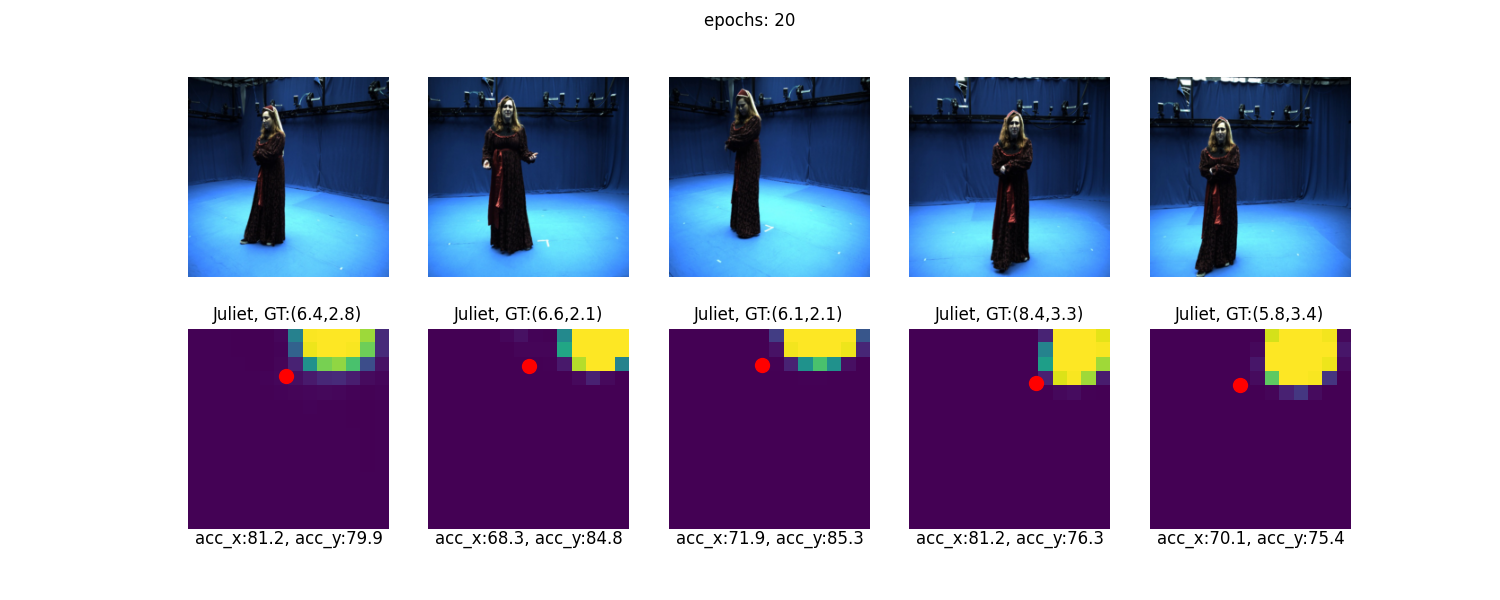 epochs: 20
Juliet, GT:(6.4,2.8)
Juliet, GT:(6.6,2.1)
Juliet, GT:(6.1,2.1)
Juliet, GT:(8.4,3.3)
Juliet, GT:(5.8,3.4)
acc_x:81.2, acc_y:79.9
acc_x:68.3, acc_y:84.8
acc_x:71.9, acc_y:85.3
acc_x:81.2, acc_y:76.3
acc_x:70.1, acc_y:75.4